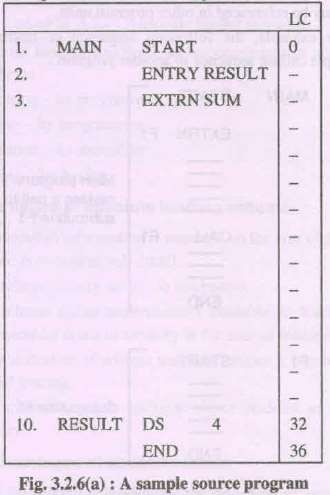 LC
1. MAIN START 0
2. ENTRY RESULT –
3. EXTRN SUM –
–
–
–
–
–
–
10. RESULT DS 4 32
END 36
Fig. 3.2.6(a) : A sample source program